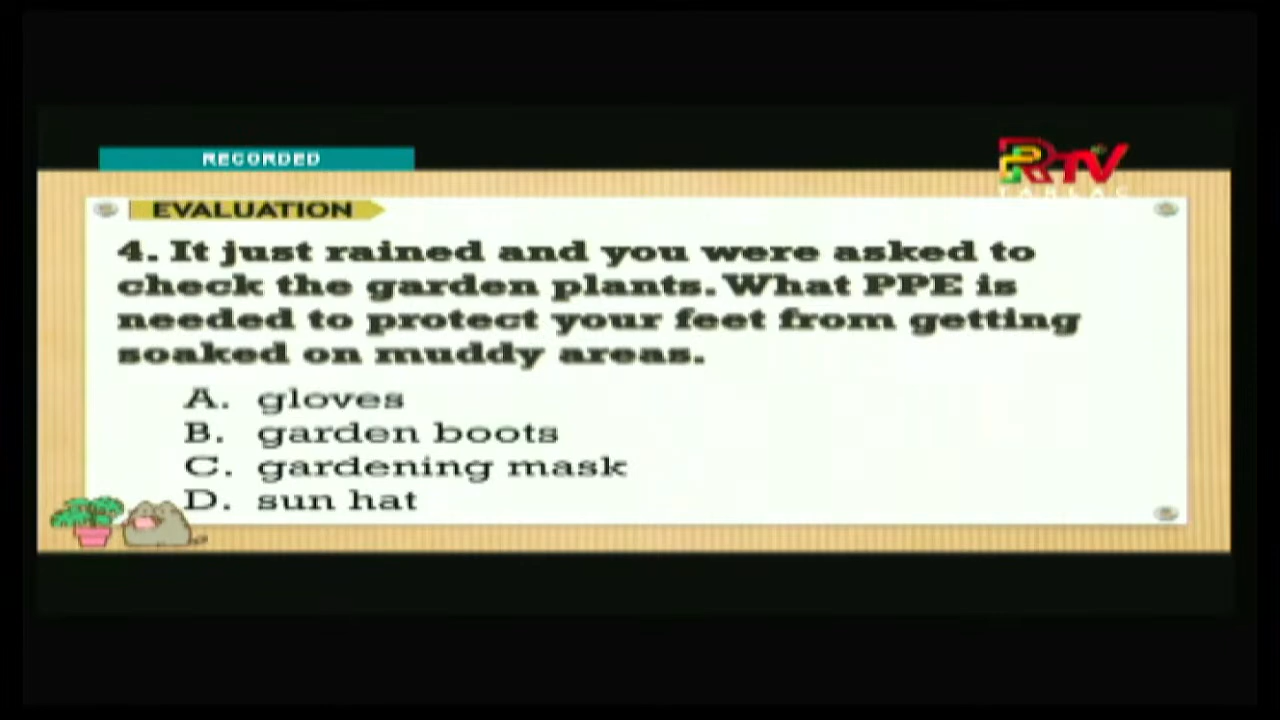 RECORDED
RTV
TARLAC
EVALUATION
4. It just rained and you were asked to
check the garden plants. What PPE is
needed to protect your feet from getting
soaked on muddy areas.
A. gloves
B. garden boots
C. gardening mask
D. sun hat